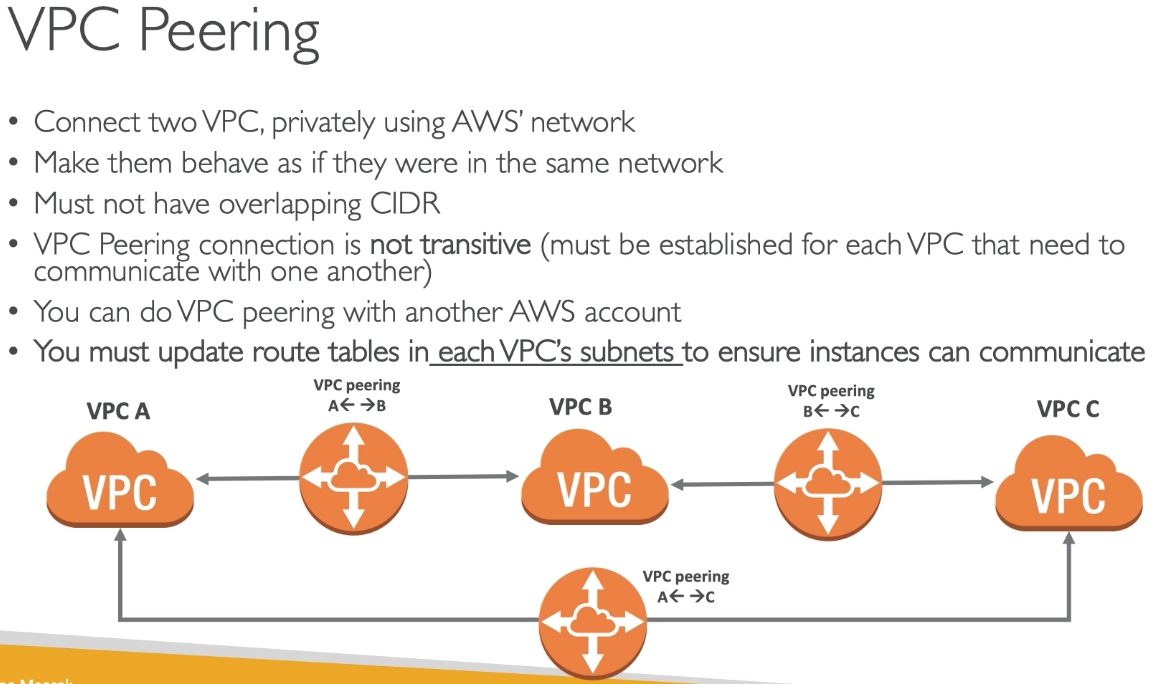 VPC Peering
• Connect two VPC, privately using AWS' network
• Make them behave as if they were in the same network
• Must not have overlapping CIDR
• VPC Peering connection is not transitive (must be established for each VPC that need to
communicate with one another)
• You can do VPC peering with another AWS account
• You must update route tables in each VPC's subnets to ensure instances can communicate
VPC A
VPC peering
A← →B
VPC B
VPC peering
B← →C
VPC C
VPC
VPC
VPC
VPC peering
A← →C